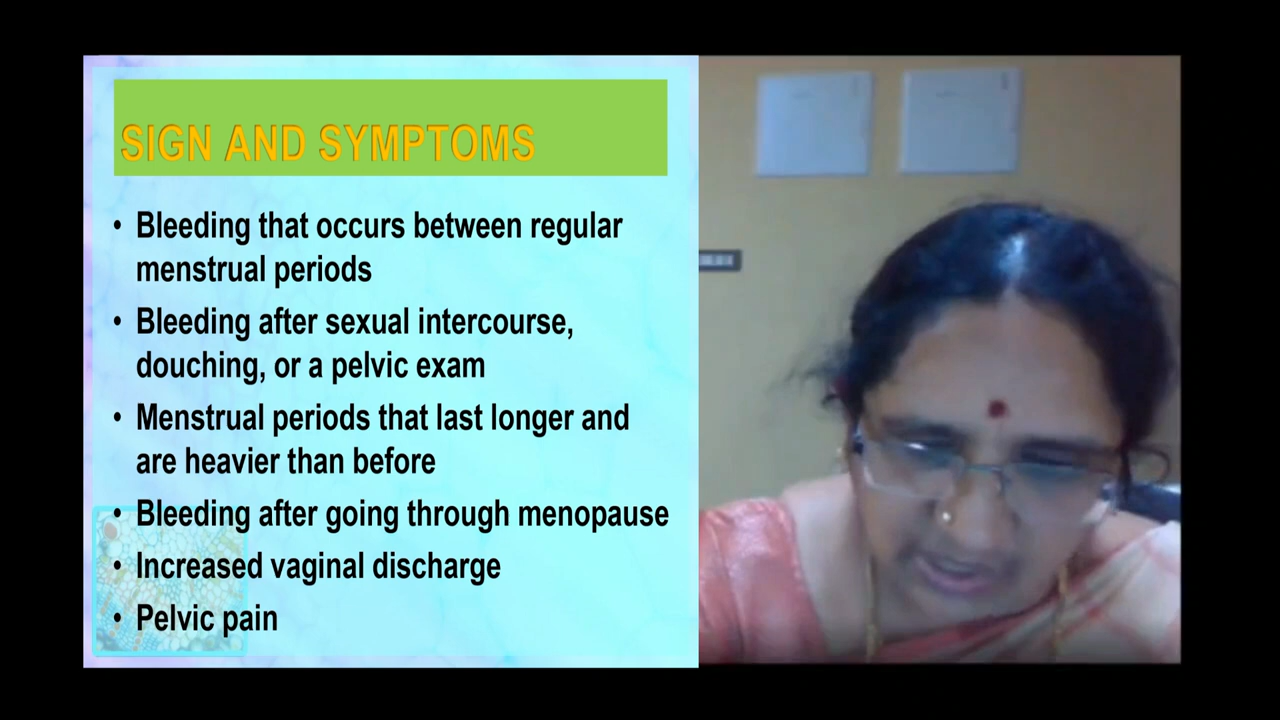 SIGN AND SYMPTOMS
• Bleeding that occurs between regular
menstrual periods
• Bleeding after sexual intercourse,
douching, or a pelvic exam
• Menstrual periods that last longer and
are heavier than before
• Bleeding after going through menopause
• Increased vaginal discharge
• Pelvic pain